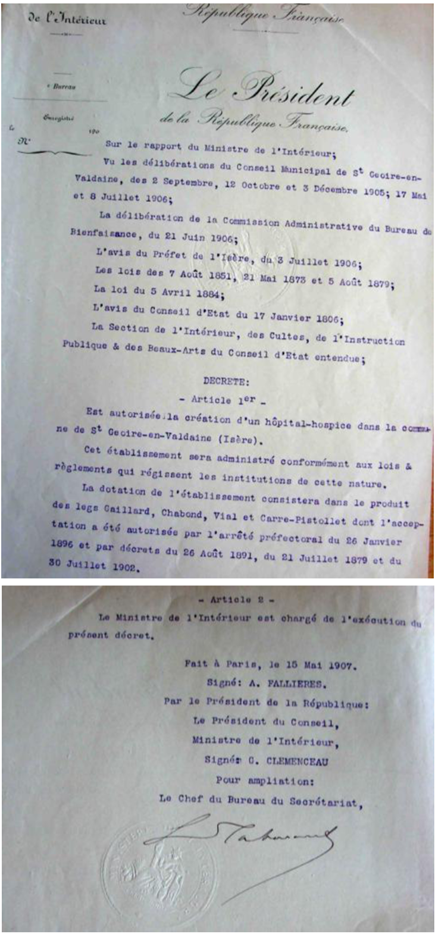 de l'Intérieur
République Française
Bureau
Enregistré
le 190
N°
Le Président
de la République Française,
Sur le rapport du Ministre de l'Intérieur;
Vu les délibérations du Conseil Municipal de St Geoire-en-
Valdaine, des 2 Septembre, 12 Octobre et 3 Décembre 1905; 17 Mai
et 8 Juillet 1906;
La délibération de la Commission Administrative du Bureau de
Bienfaisance, du 21 Juin 1906;
L'avis du Préfet de l'Isère, du 3 Juillet 1906;
Les lois des 7 Août 1851, 21 Mai 1873 et 5 Août 1879;
La loi du 5 Avril 1884;
L'avis du Conseil d'Etat du 17 Janvier 1806;
La Section de l'Intérieur, des Cultes, de l'Instruction
Publique & des Beaux-Arts du Conseil d'Etat entendue;
DECRETE:
- Article 1er -
Est autorisée la création d'un hôpital-hospice dans la commu-
ne de St Geoire-en-Valdaine (Isère).
Cet établissement sera administré conformément aux lois &
règlements qui régissent les institutions de cette nature.
La dotation de l'établissement consistera dans le produit
des legs Gaillard, Chabond, Vial et Carre-Pistollet dont l'accep-
tation a été autorisée par l'arrêté préfectoral du 26 Janvier
1896 et par décrets du 26 Août 1891, du 21 Juillet 1879 et du
30 Juillet 1902.
- Article 2 -
Le Ministre de l'Intérieur est chargé de l'exécution du
présent décret.
Fait à Paris, le 15 Mai 1907.
Signé: A. FALLIERES.
Par le Président de la République:
Le Président du Conseil,
Ministre de l'Intérieur,
Signé: G. CLEMENCEAU
Pour ampliation:
Le Chef du Bureau du Secrétariat,